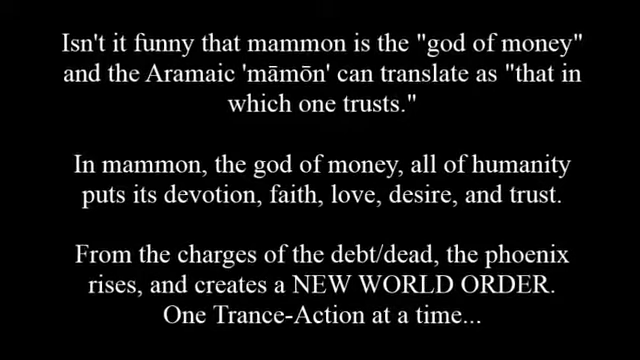 Isn't it funny that mammon is the "god of money"
and the Aramaic 'māmōn' can translate as "that in
which one trusts."
In mammon, the god of money, all of humanity
puts its devotion, faith, love, desire, and trust.
From the charges of the debt/dead, the phoenix
rises, and creates a NEW WORLD ORDER.
One Trance-Action at a time...